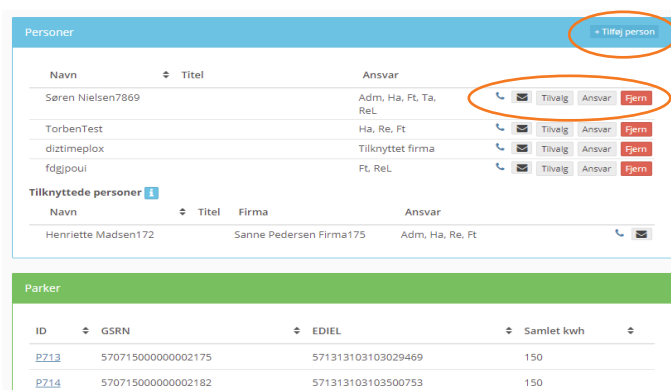 Personer + Tilføj person
Navn Titel Ansvar
Søren Nielsen7869 Adm, Ha, Ft, Ta, Tilvalg Ansvar Fjern
ReL
TorbenTest Ha, Re, Ft Tilvalg Ansvar Fjern
diztimeplox Tilknyttet firma Tilvalg Ansvar Fjern
fdgjpoui Ft, ReL Tilvalg Ansvar Fjern
Tilknyttede personer i
Navn Titel Firma Ansvar
Henriette Madsen172 Sanne Pedersen Firma175 Adm, Ha, Re, Ft
Parker
ID GSRN EDIEL Samlet kwh
P713 570715000000002175 571313103103029469 150
P714 570715000000002182 571313103103500753 150